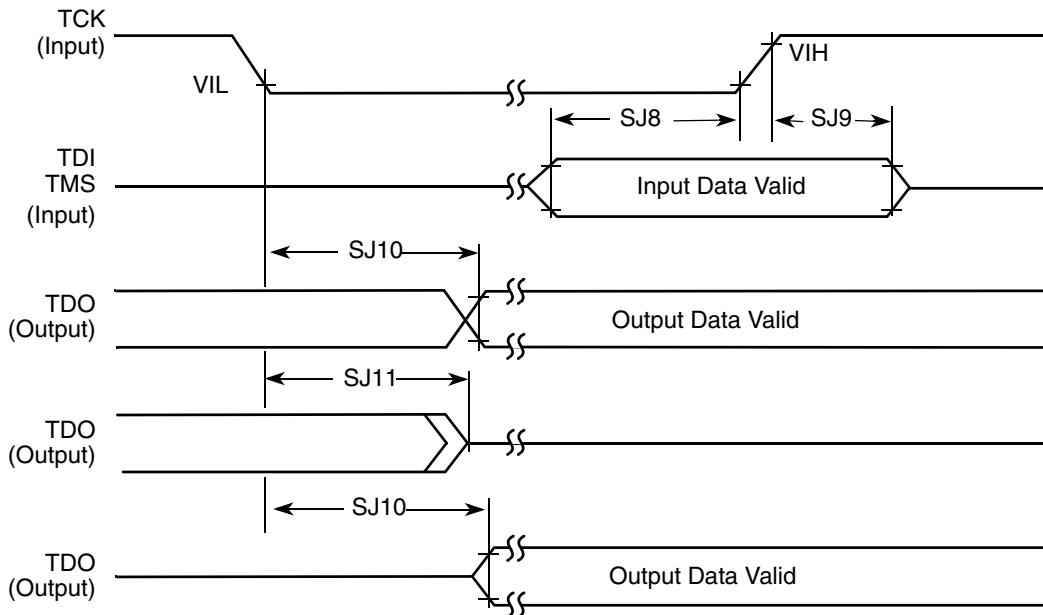 TCK
(Input)
VIL
VIH
SJ8
SJ9
TDI
TMS
(Input)
Input Data Valid
SJ10
TDO
(Output)
Output Data Valid
SJ11
TDO
(Output)
SJ10
TDO
(Output)
Output Data Valid